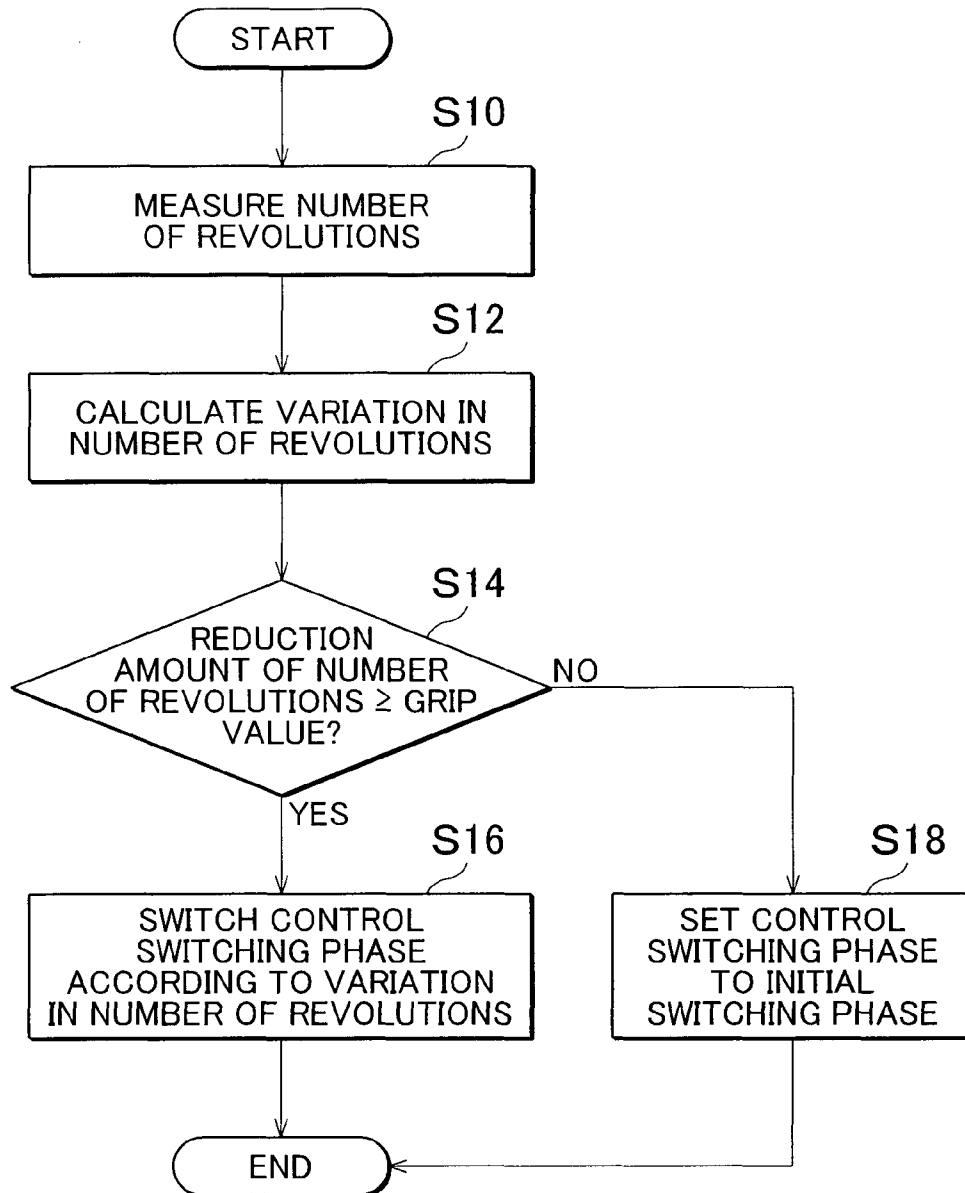 START
S10
MEASURE NUMBER
OF REVOLUTIONS
S12
CALCULATE VARIATION IN
NUMBER OF REVOLUTIONS
S14
REDUCTION
AMOUNT OF NUMBER
OF REVOLUTIONS ≥ GRIP
VALUE?
NO
YES
S16
SWITCH CONTROL
SWITCHING PHASE
ACCORDING TO VARIATION
IN NUMBER OF REVOLUTIONS
S18
SET CONTROL
SWITCHING PHASE
TO INITIAL
SWITCHING PHASE
END